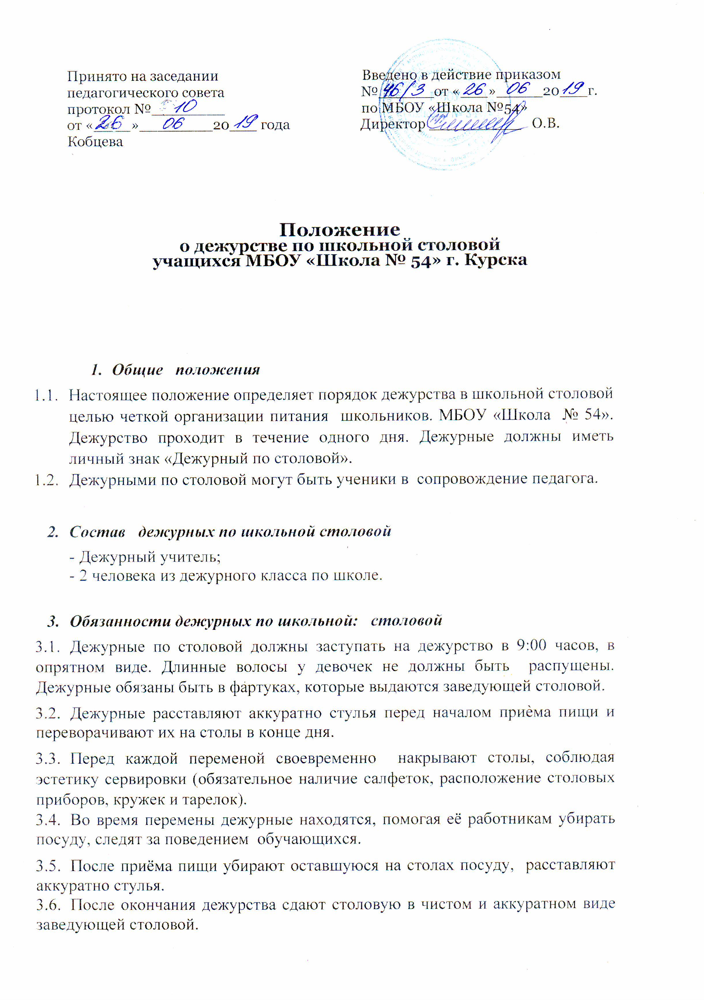 Принято на заседании
педагогического совета
протокол № 10
от «26» 06 2019 года
Кобцева
Введено в действие приказом
№ 46/3 от «26» 06 2019 г.
по МБОУ «Школа №54»
Директор О.В.
Положение
о дежурстве по школьной столовой
учащихся МБОУ «Школа № 54» г. Курска
1. Общие положения
1.1. Настоящее положение определяет порядок дежурства в школьной столовой
целью четкой организации питания школьников. МБОУ «Школа № 54».
Дежурство проходит в течение одного дня. Дежурные должны иметь
личный знак «Дежурный по столовой».
1.2. Дежурными по столовой могут быть ученики в сопровождение педагога.
2. Состав дежурных по школьной столовой
- Дежурный учитель;
- 2 человека из дежурного класса по школе.
3. Обязанности дежурных по школьной: столовой
3.1. Дежурные по столовой должны заступать на дежурство в 9:00 часов, в
опрятном виде. Длинные волосы у девочек не должны быть распущены.
Дежурные обязаны быть в фартуках, которые выдаются заведующей столовой.
3.2. Дежурные расставляют аккуратно стулья перед началом приѐма пищи и
переворачивают их на столы в конце дня.
3.3. Перед каждой переменой своевременно накрывают столы, соблюдая
эстетику сервировки (обязательное наличие салфеток, расположение столовых
приборов, кружек и тарелок).
3.4. Во время перемены дежурные находятся, помогая её работникам убирать
посуду, следят за поведением обучающихся.
3.5. После приёма пищи убирают оставшуюся на столах посуду, расставляют
аккуратно стулья.
3.6. После окончания дежурства сдают столовую в чистом и аккуратном виде
заведующей столовой.